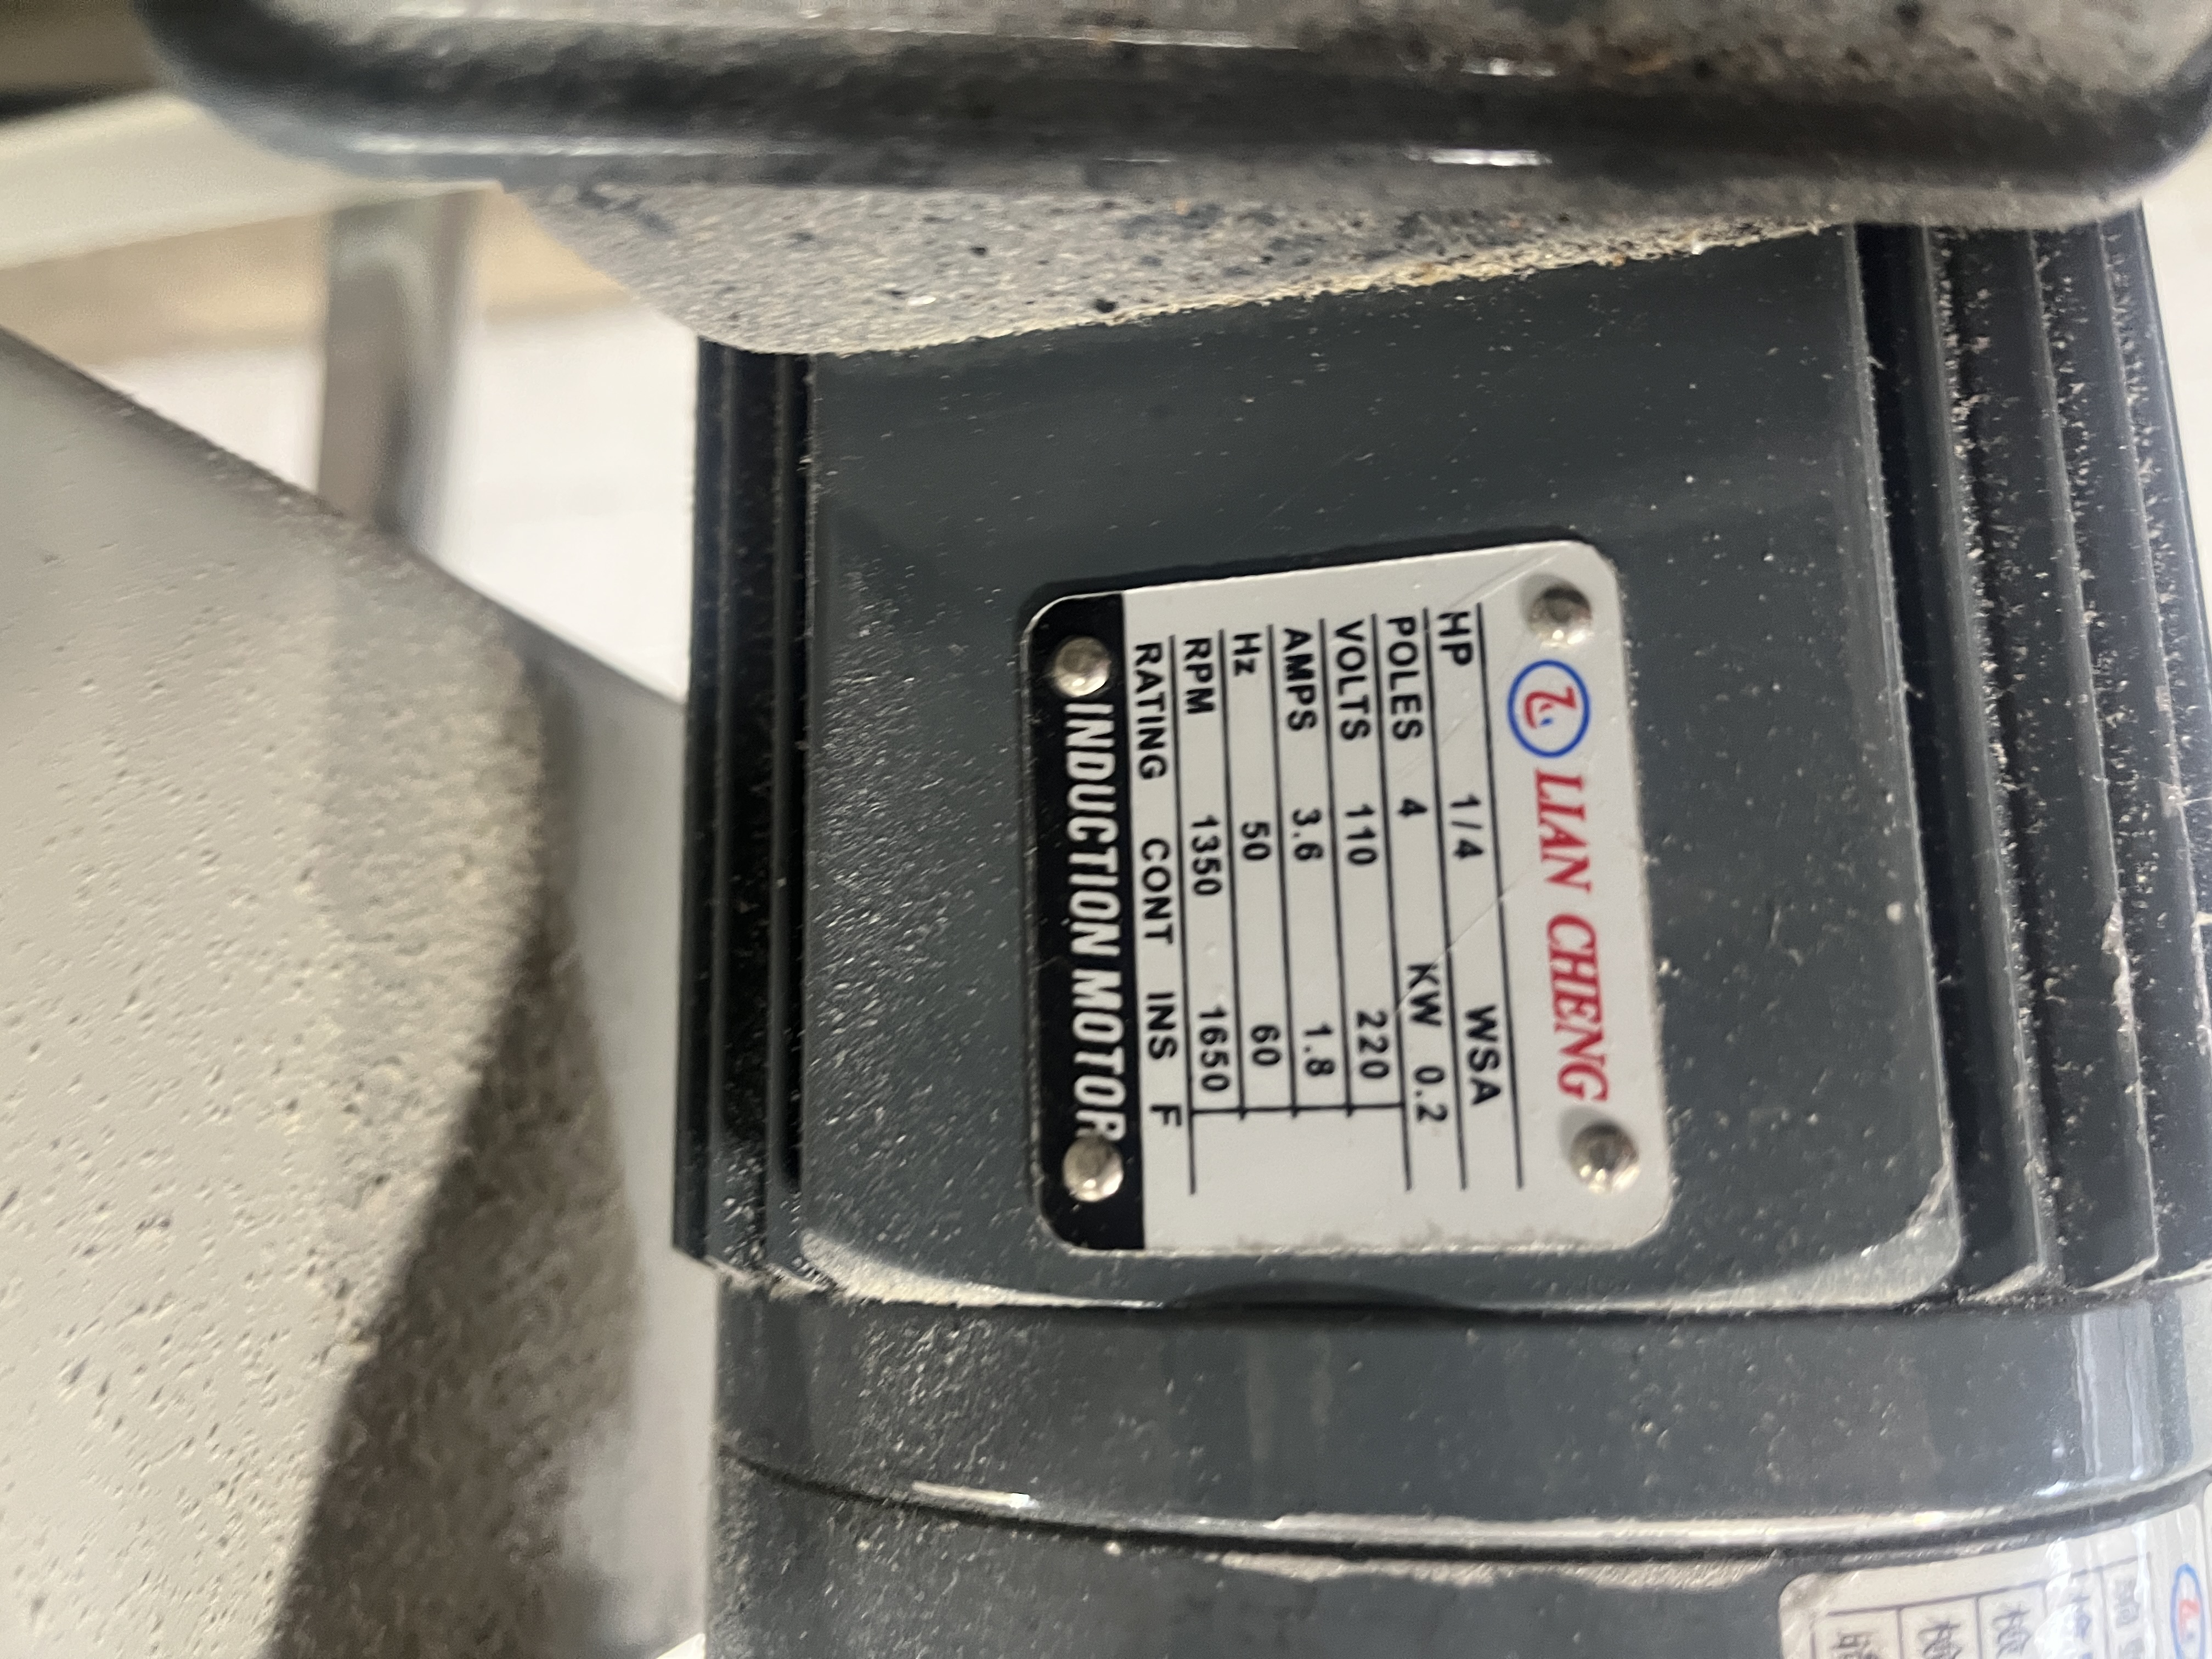 LIAN CHENG
HP 1/4 WSA
POLES 4 KW 0.2
VOLTS 110 220
AMPS 3.6 1.8
Hz 50 60
RPM 1350 1650
RATING CONT INS F
INDUCTION MOTOR